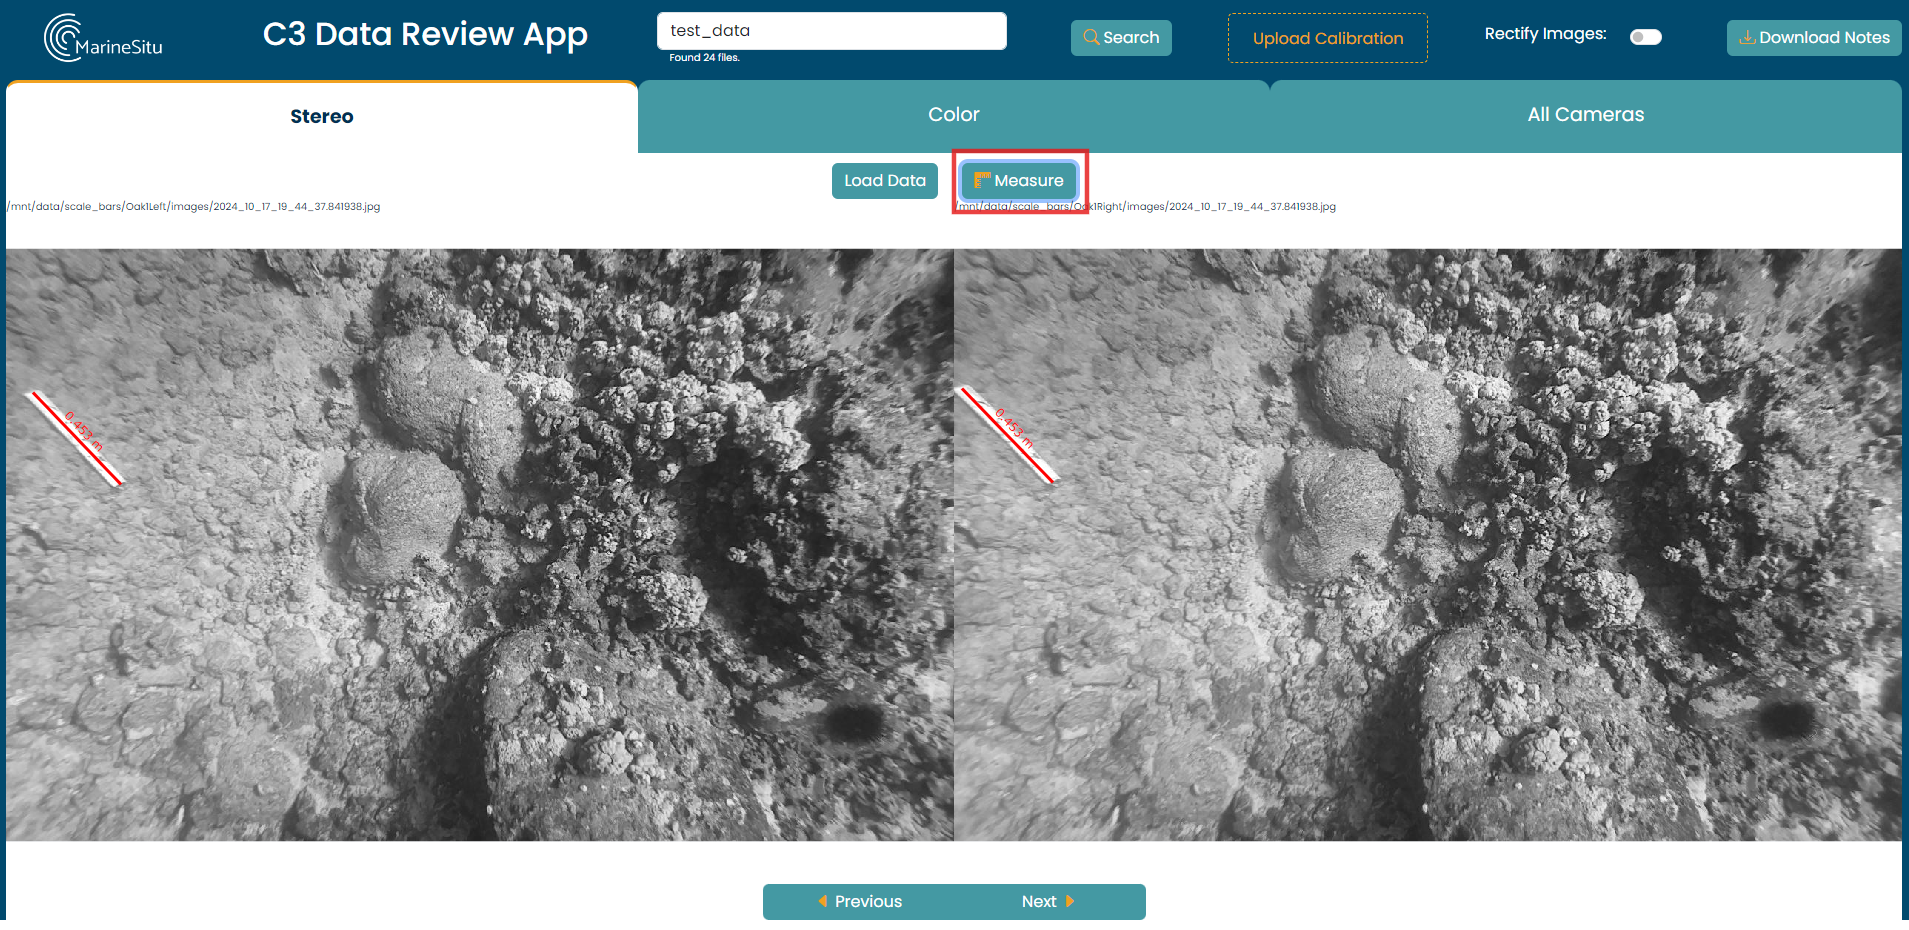 MarineSitu
C3 Data Review App
test_data
Found 24 files.
Search
Upload Calibration
Rectify Images:
Download Notes
Stereo
Color
All Cameras
Load Data
Measure
/mnt/data/scale_bars/Oak1Left/images/2024_10_17_19_44_37.841938.jpg
/mnt/data/scale_bars/Oak1Right/images/2024_10_17_19_44_37.841938.jpg
0.453 m
0.453 m
Previous
Next